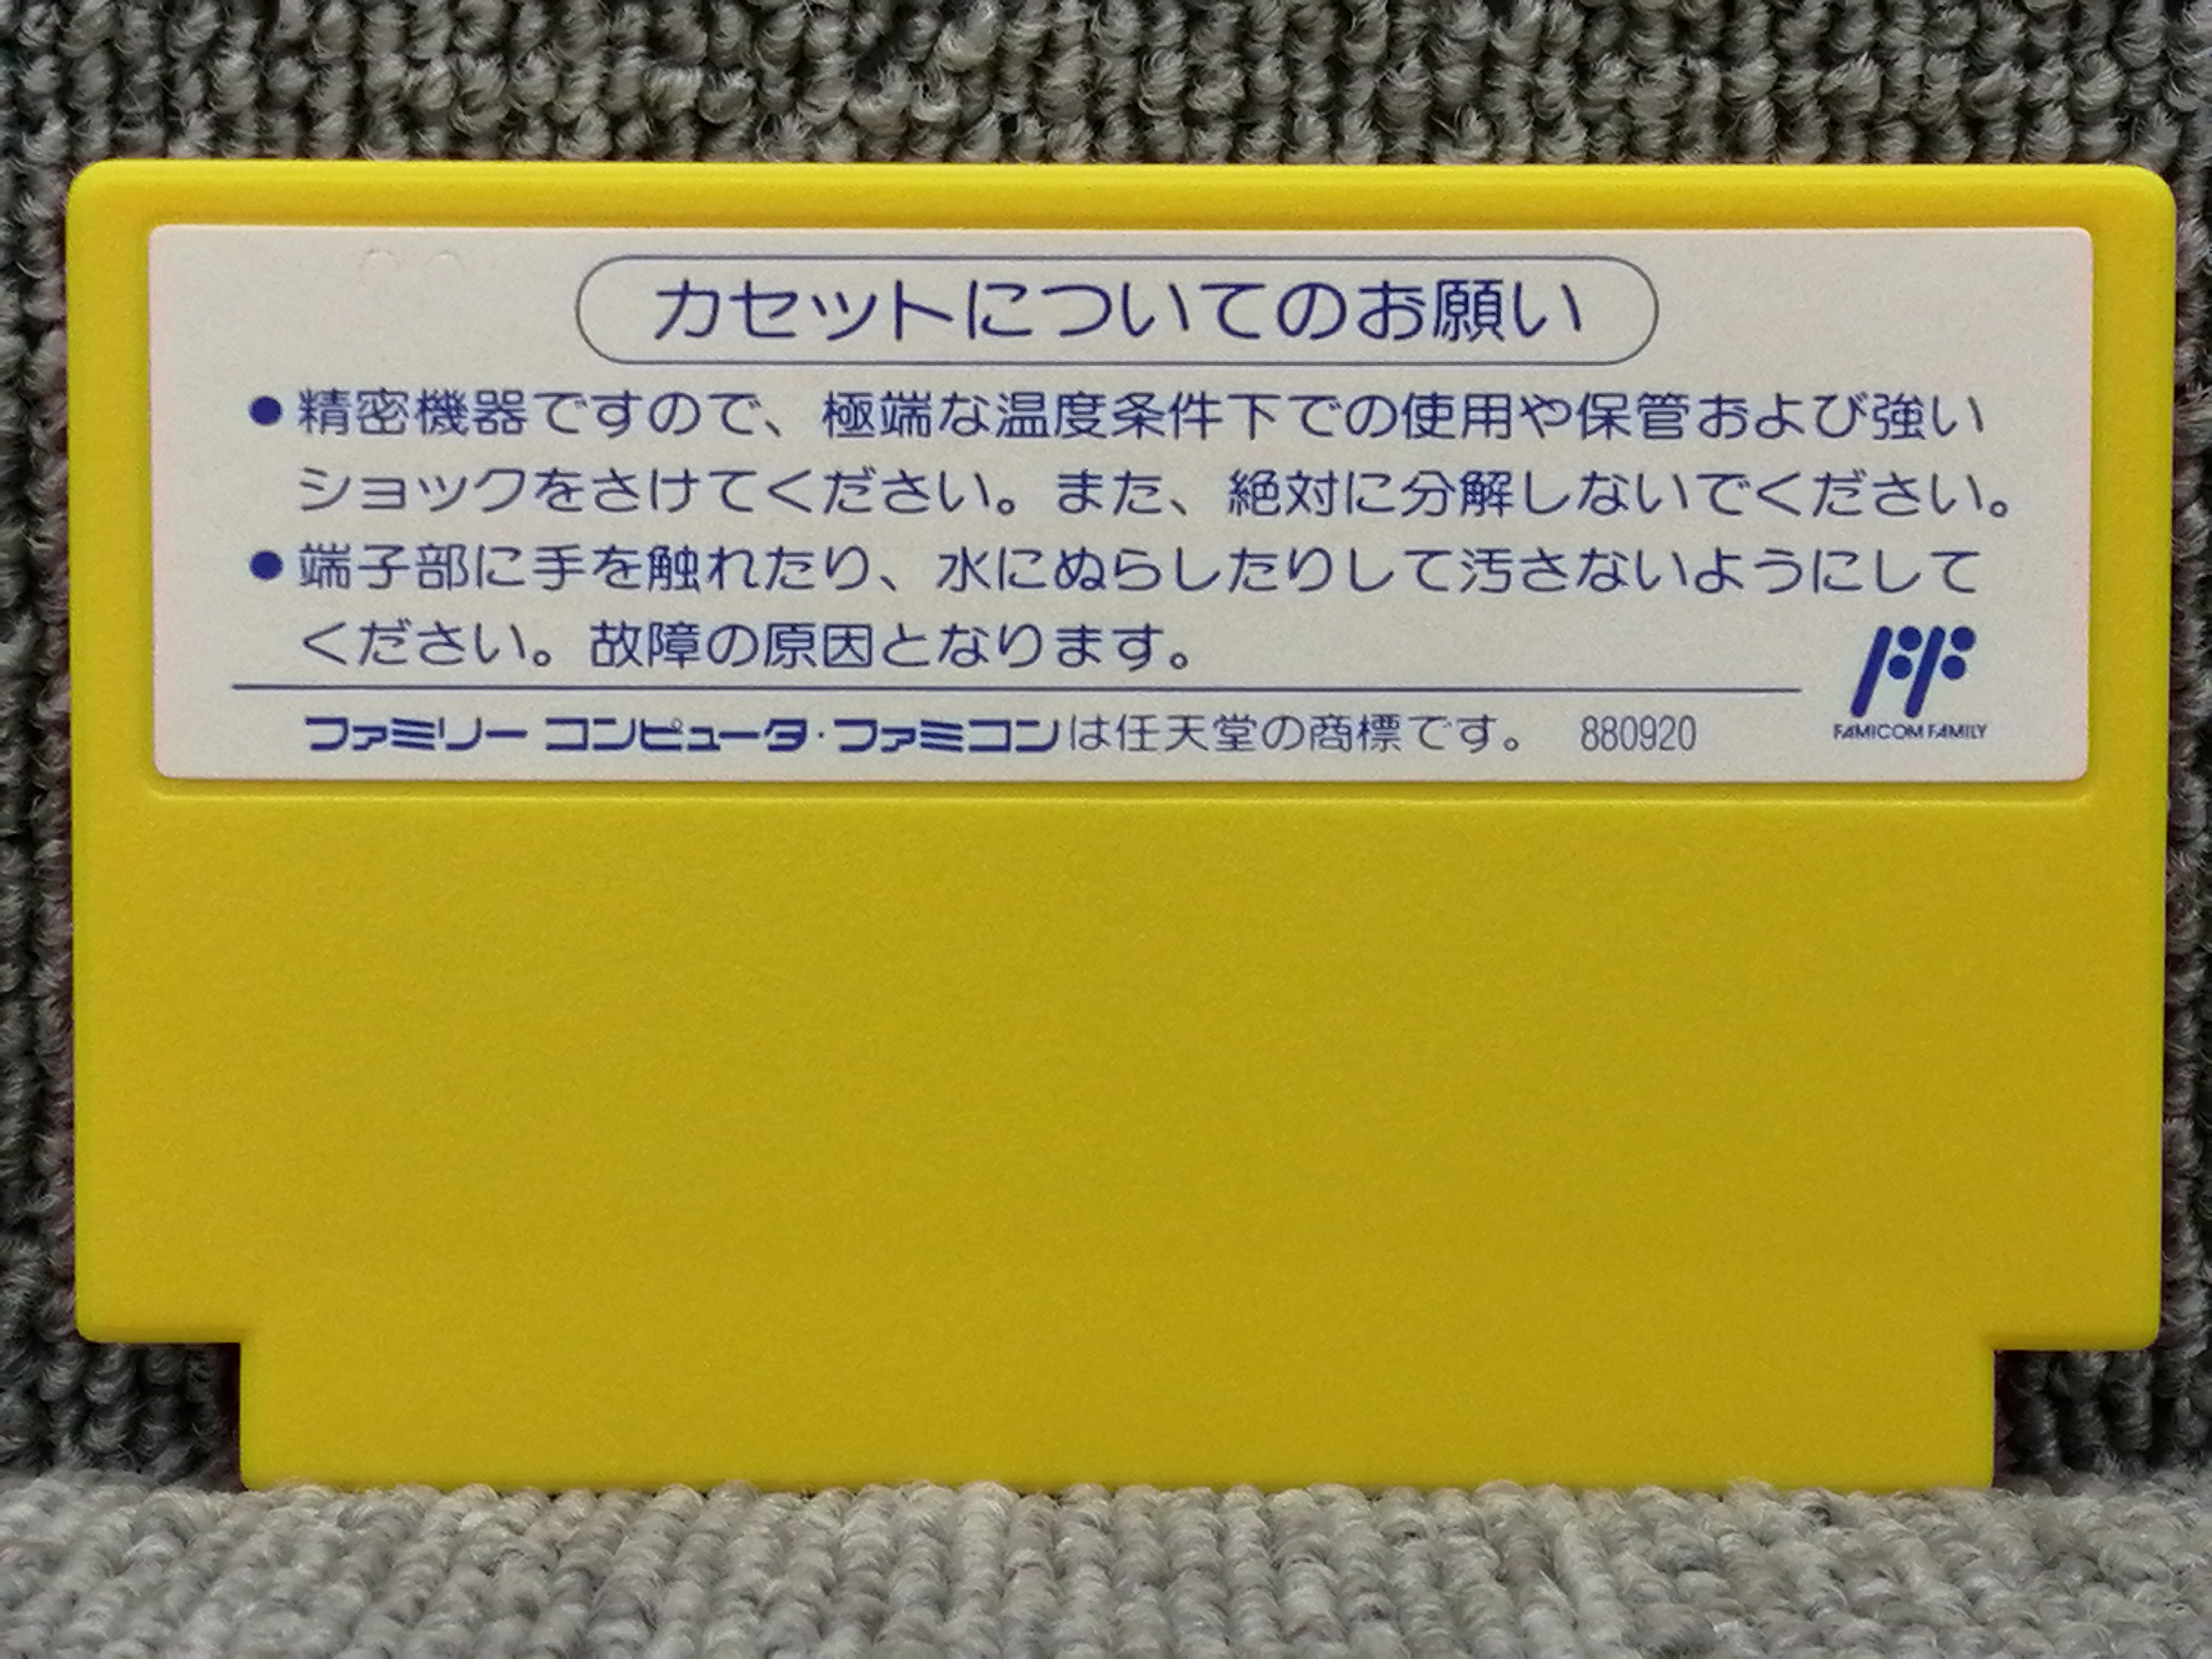 カセットについてのお願い
●精密機器ですので、極端な温度条件下での使用や保管および強い
ショックをさけてください。また、絶対に分解しないでください。
●端子部に手を触れたり、水にぬらしたりして汚さないようにして
ください。故障の原因となります。
ファミリーコンピュータ・ファミコンは任天堂の商標です。 880920
FAMICOM FAMILY